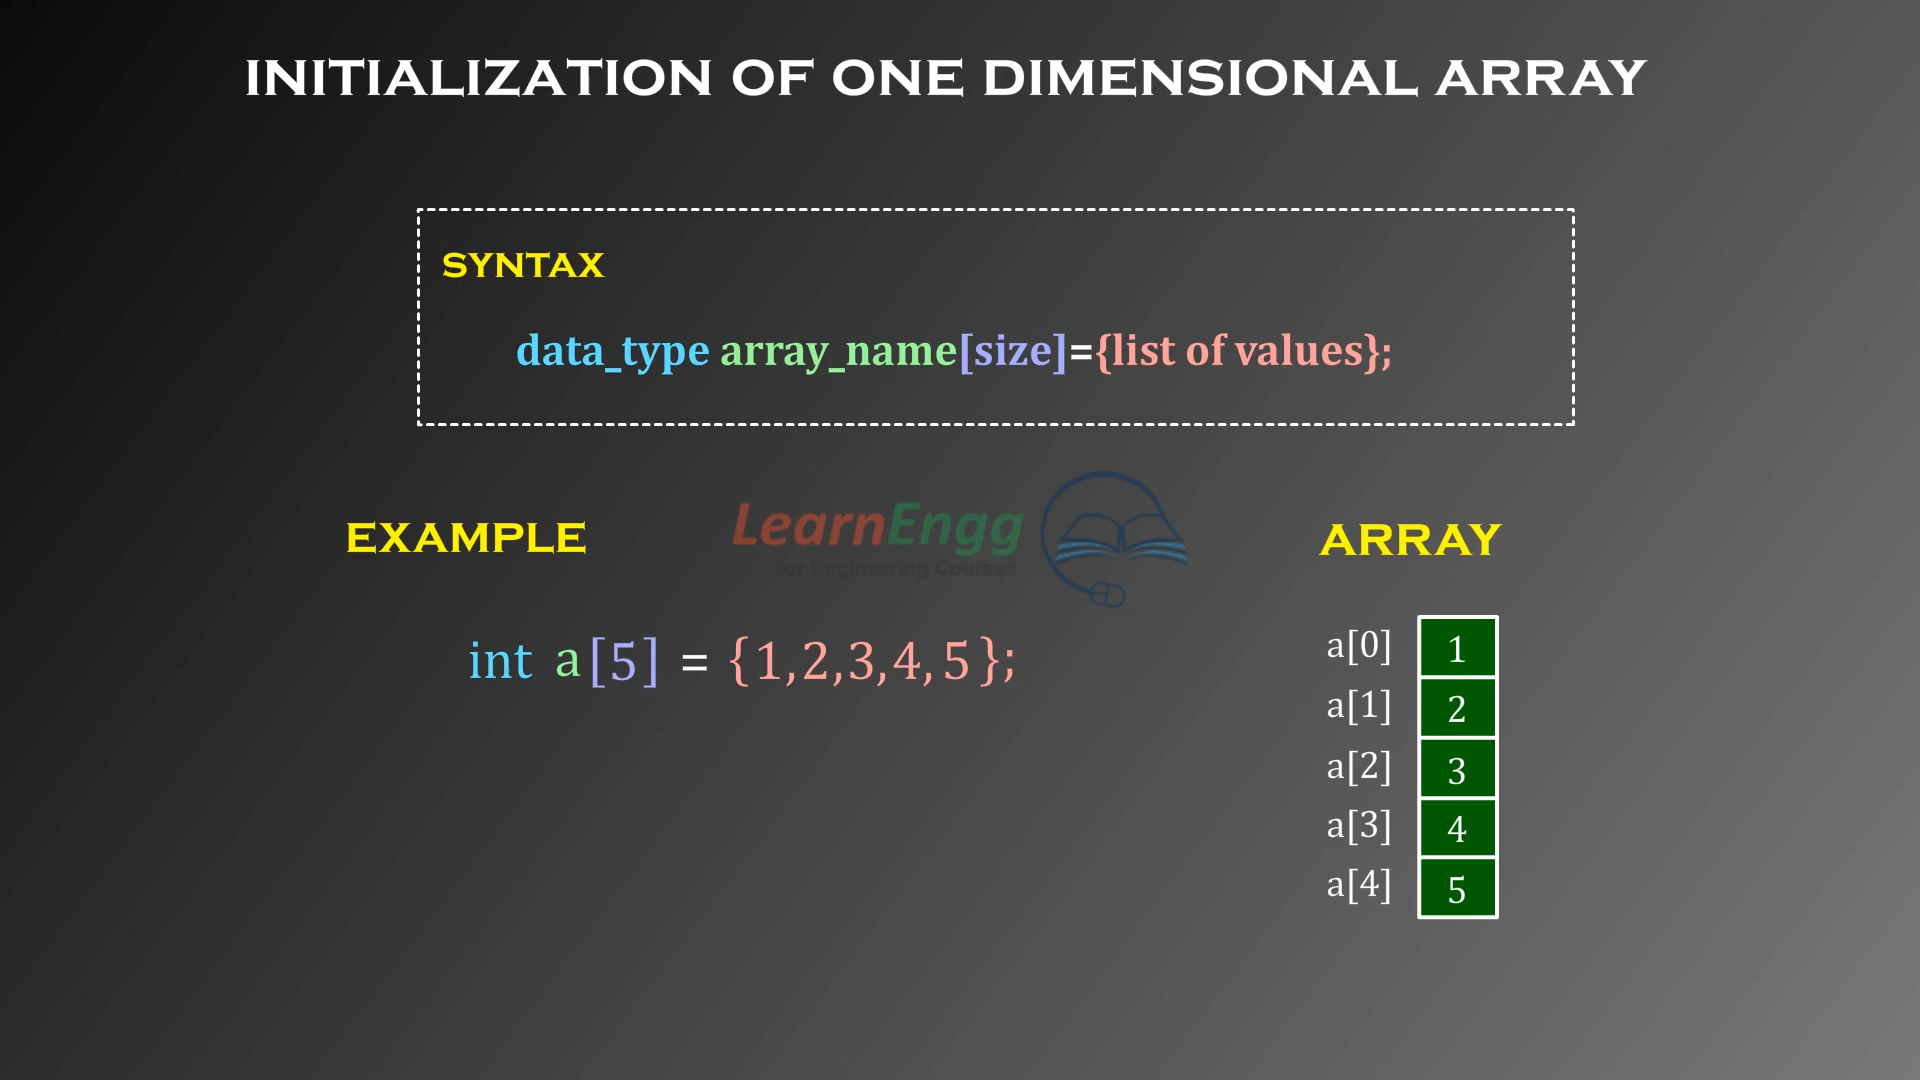 INITIALIZATION OF ONE DIMENSIONAL ARRAY
SYNTAX
data_type array_name[size]={list of values};
LearnEngg
for Engineering Courses
EXAMPLE
int a[5] = {1,2,3,4,5};
ARRAY
a[0] 1
a[1] 2
a[2] 3
a[3] 4
a[4] 5